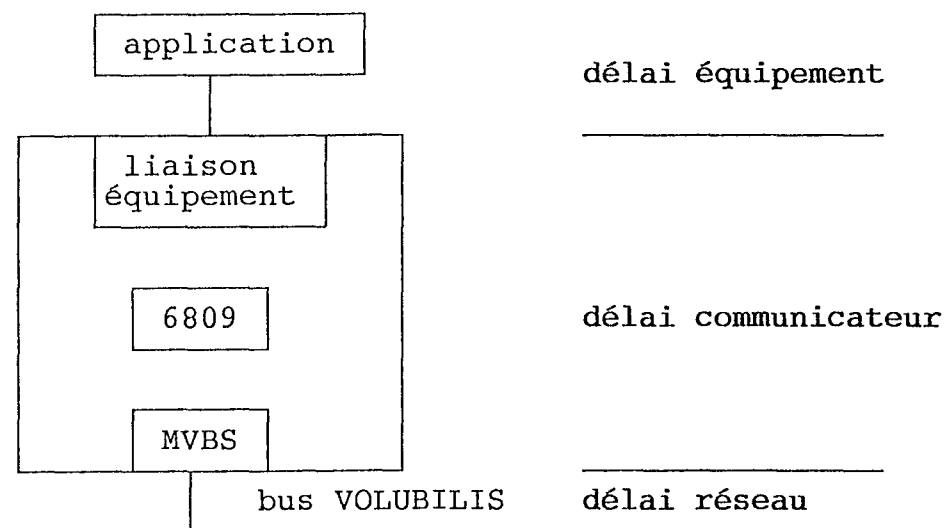 application
délai équipement
liaison
équipement
6809
délai communicateur
MVBS
bus VOLUBILIS
délai réseau